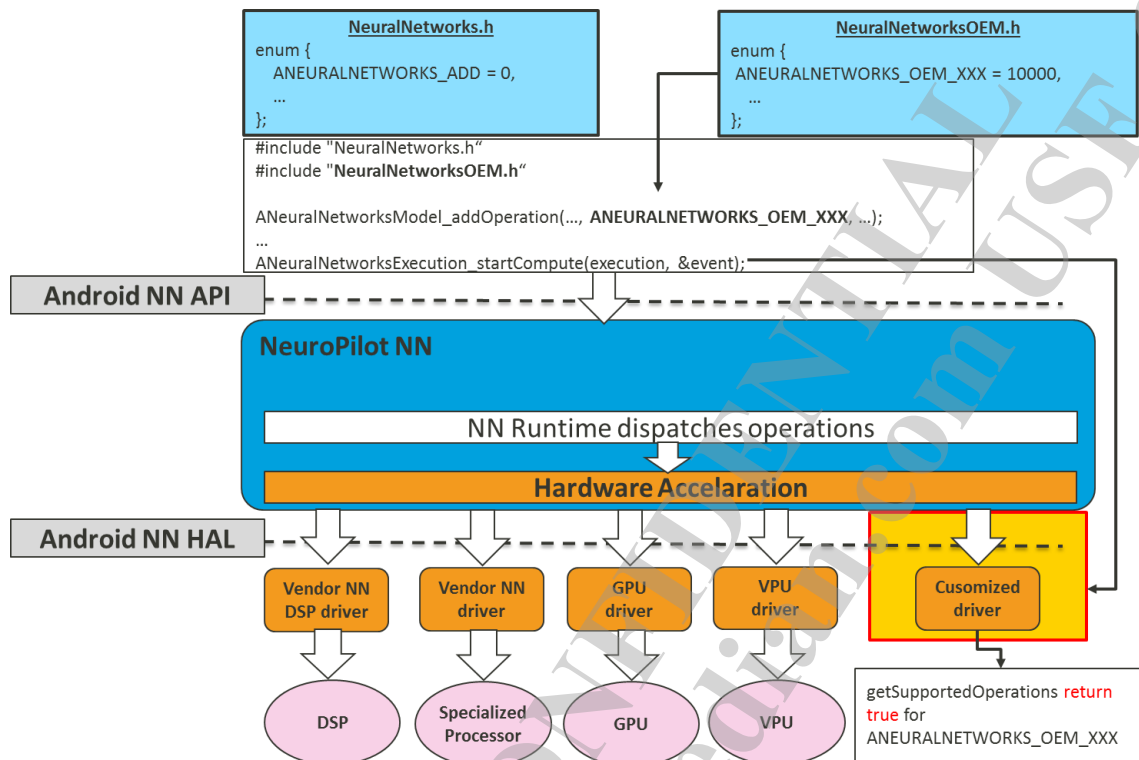 NeuralNetworks.h
enum {
ANEURALNETWORKS_ADD = 0,
...
};
NeuralNetworksOEM.h
enum {
ANEURALNETWORKS_OEM_XXX = 10000,
...
};
#include "NeuralNetworks.h“
#include "NeuralNetworksOEM.h“
ANeuralNetworksModel_addOperation(..., ANEURALNETWORKS_OEM_XXX, ...);
...
ANeuralNetworksExecution_startCompute(execution, &event);
Android NN API
NeuroPilot NN
NN Runtime dispatches operations
Hardware Accelaration
Android NN HAL
Vendor NN
DSP driver
Vendor NN
driver
GPU
driver
VPU
driver
Cusomized
driver
DSP
Specialized
Processor
GPU
VPU
getSupportedOperations return
true for
ANEURALNETWORKS_OEM_XXX